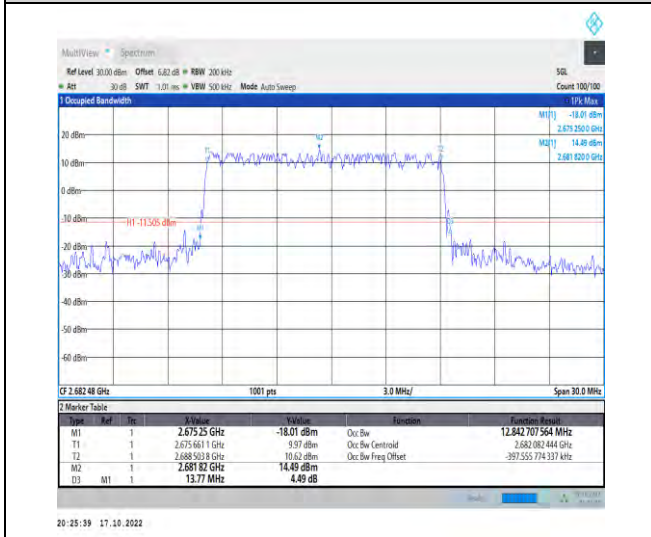 MultiView Spectrum
Ref Level 30.00 dBm Offset 6.82 dB RBW 200 kHz SGL
Att 30 dB SWT 1.01 ms VBW 500 kHz Mode Auto Sweep Count 100/100
1 Occupied Bandwidth 1Pk Max
M1[1] -18.01 dBm
2.675 250 0 GHz
M2[1] 14.49 dBm
2.681 820 0 GHz
20 dBm
M2
T1 T2
10 dBm
0 dBm
-10 dBm
H1 -11.505 dBm
M1
-20 dBm
-30 dBm
-40 dBm
-50 dBm
-60 dBm
CF 2.682 48 GHz 1001 pts 3.0 MHz/ Span 30.0 MHz
2 Marker Table
Type Ref Trc X-Value Y-Value Function Function Result
M1 1 2.675 25 GHz -18.01 dBm Occ Bw 12.842 707 564 MHz
T1 1 2.675 661 1 GHz 9.97 dBm Occ Bw Centroid 2.682 082 444 GHz
T2 1 2.688 503 8 GHz 10.62 dBm Occ Bw Freq Offset -397.555 774 337 kHz
M2 1 2.681 82 GHz 14.49 dBm
D3 M1 1 13.77 MHz 4.49 dB
20:25:39 17.10.2022